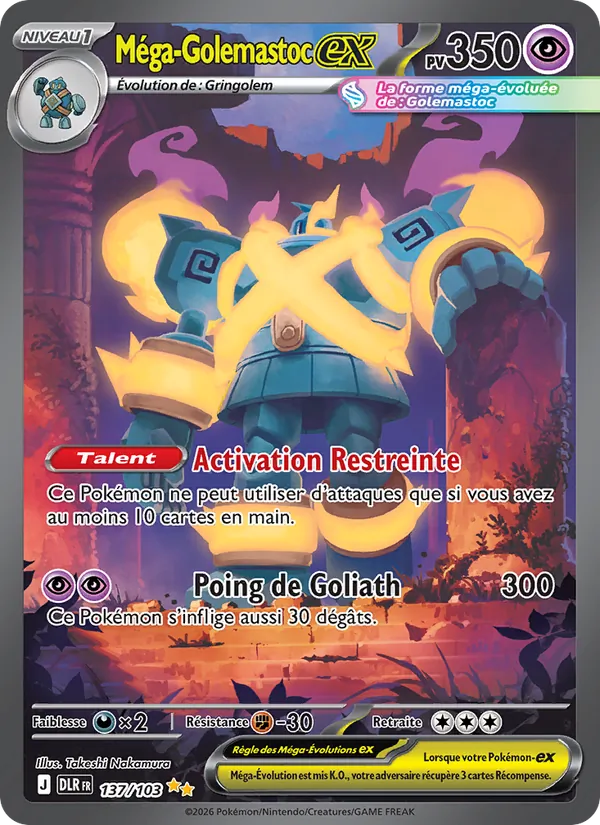 NIVEAU 1
Méga-Golemastoc ex
PV 350
Évolution de : Gringolem
La forme méga-évoluée
de : Golemastoc
Talent Activation Restreinte
Ce Pokémon ne peut utiliser d'attaques que si vous avez
au moins 10 cartes en main.
Poing de Goliath 300
Ce Pokémon s'inflige aussi 30 dégâts.
Faiblesse ×2 Résistance -30 Retraite
Illus. Takeshi Nakamura
Règle des Méga-Évolutions ex
Lorsque votre Pokémon-ex
Méga-Évolution est mis K.O., votre adversaire récupère 3 cartes Récompense.
J DLR FR 137/103
©2026 Pokémon/Nintendo/Creatures/GAME FREAK